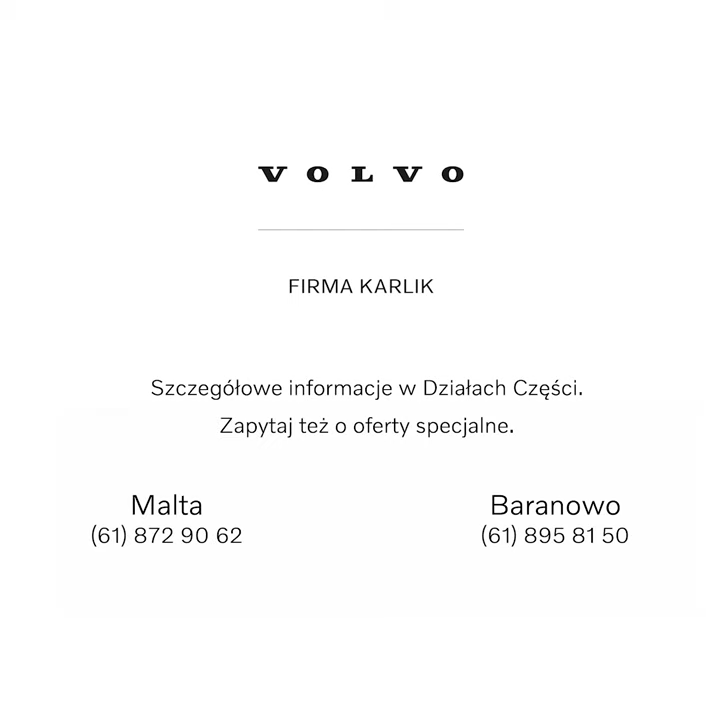 VOLVO
FIRMA KARLIK
Szczegółowe informacje w Działach Części.
Zapytaj też o oferty specjalne.
Malta
(61) 872 90 62
Baranowo
(61) 895 81 50